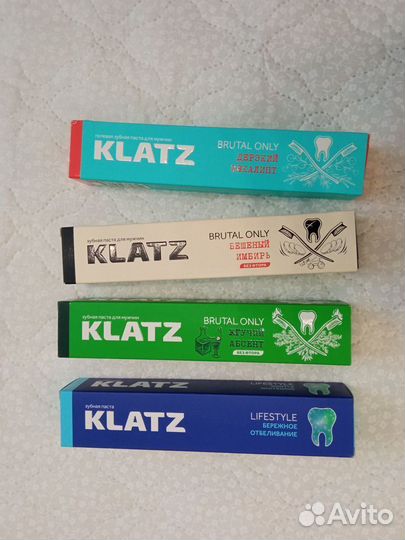 гелевая зубная паста для мужчин
KLATZ
BRUTAL ONLY
ДЕРЗКИЙ
ЭВКАЛИПТ
зубная паста для мужчин
KLATZ
BRUTAL ONLY
БЕШЕНЫЙ
ИМБИРЬ
БЕЗ ФТОРА
зубная паста для мужчин
KLATZ
BRUTAL ONLY
ЖГУЧИЙ
АБСЕНТ
БЕЗ ФТОРА
зубная паста
KLATZ
LIFESTYLE
БЕРЕЖНОЕ
ОТБЕЛИВАНИЕ
Avito